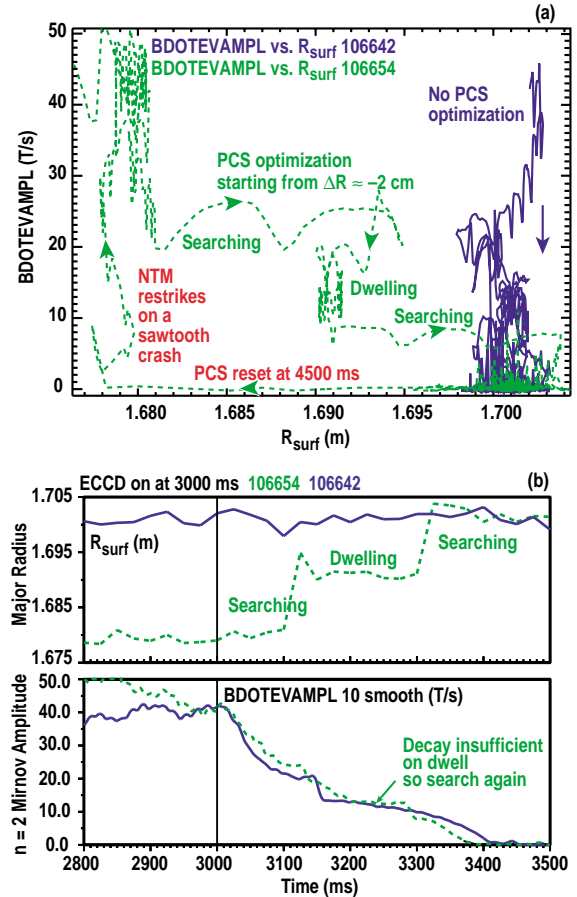 (a)
50
40
30
20
10
0
BDOTEVAMPL (T/s)
BDOTEVAMPL vs. Rsurf 106642
BDOTEVAMPL vs. Rsurf 106654
No PCS
optimization
PCS optimization
starting from ΔR ≈ –2 cm
Searching
Dwelling
Searching
NTM
restrikes
on a
sawtooth
crash
PCS reset at 4500 ms
1.680 1.685 1.690 1.695 1.700
Rsurf (m)
ECCD on at 3000 ms 106654 106642 (b)
1.705
1.695
1.685
1.675
Major Radius
Rsurf (m)
Searching
Dwelling
Searching
50.0
40.0
30.0
20.0
10.0
0.0
n = 2 Mirnov Amplitude
BDOTEVAMPL 10 smooth (T/s)
Decay insufficient
on dwell
so search again
2800 2900 3000 3100 3200 3300 3400 3500
Time (ms)